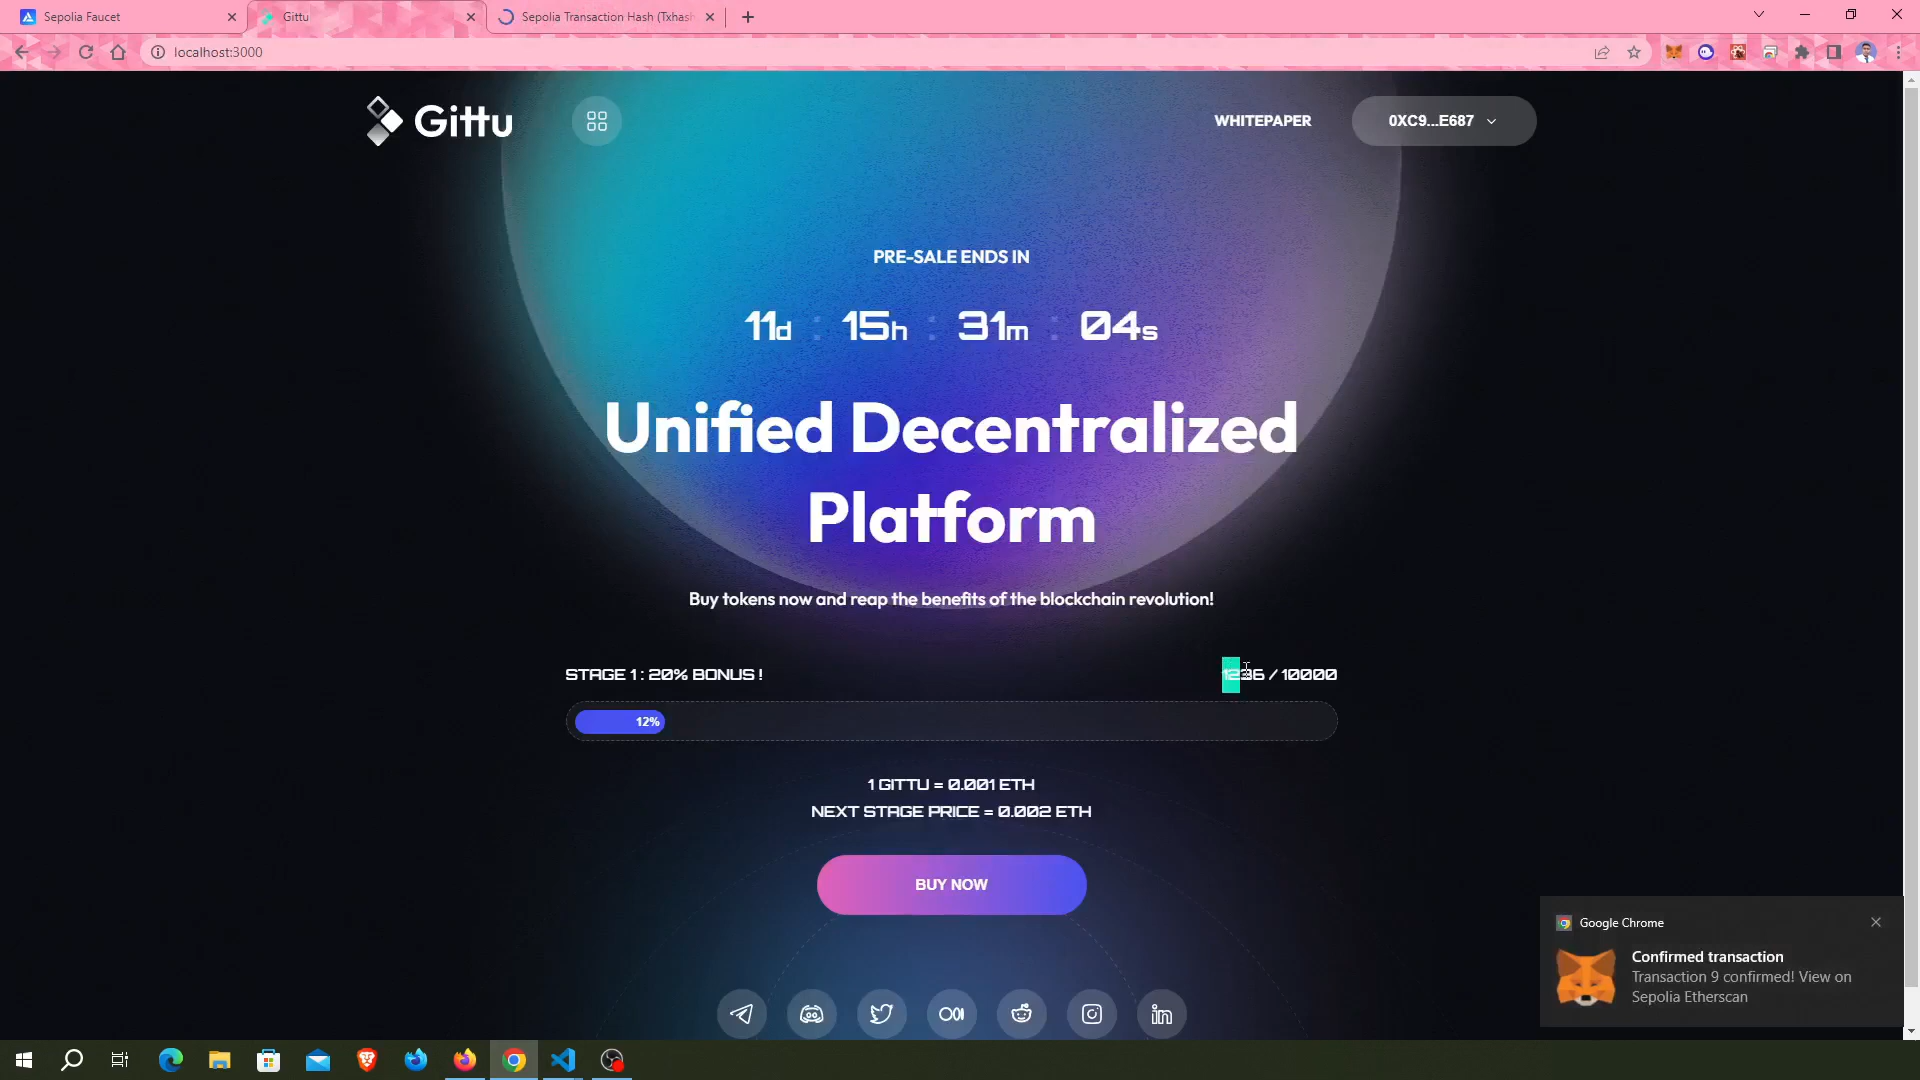 Sepolia Faucet
Gittu
Sepolia Transaction Hash (Txhash
localhost:3000
Gittu
WHITEPAPER
0XC9...E687
PRE-SALE ENDS IN
11d : 15h : 31m : 04s
Unified Decentralized
Platform
Buy tokens now and reap the benefits of the blockchain revolution!
STAGE 1 : 20% BONUS !
1236 / 10000
12%
1 GITTU = 0.001 ETH
NEXT STAGE PRICE = 0.002 ETH
BUY NOW
Google Chrome
Confirmed transaction
Transaction 9 confirmed! View on
Sepolia Etherscan